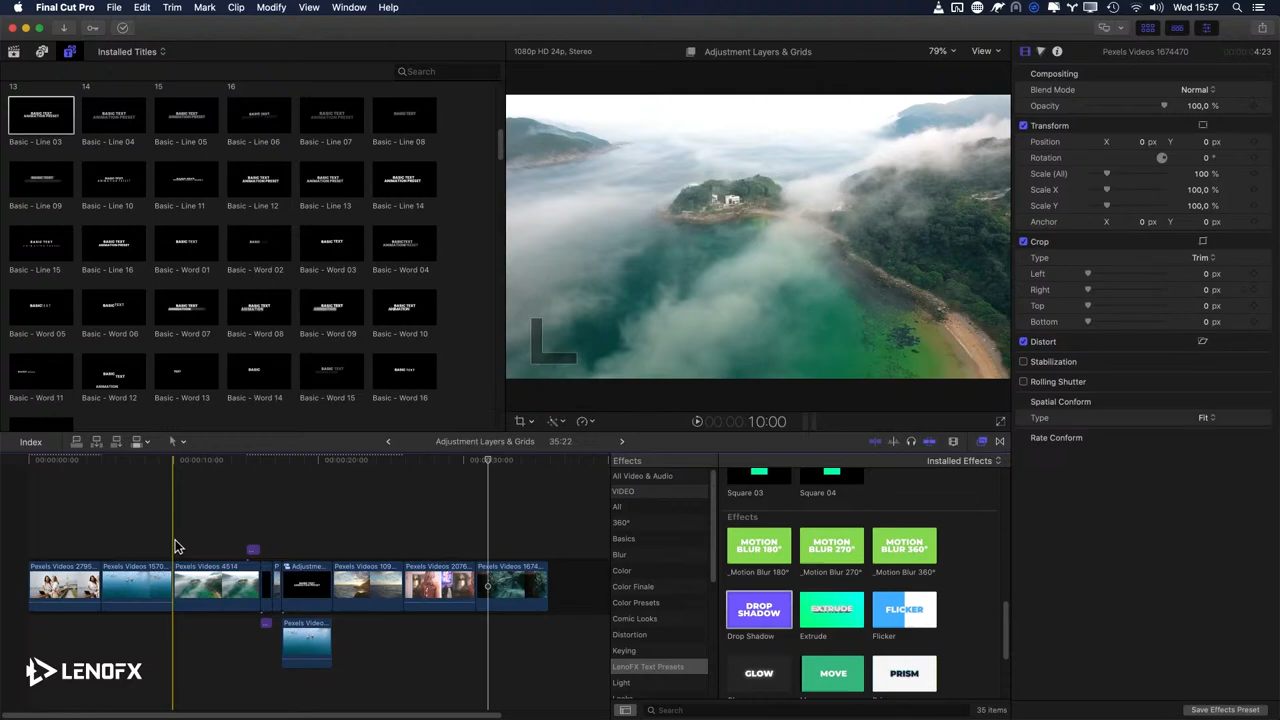 Final Cut Pro File Edit Trim Mark Clip Modify View Window Help
Wed 15:57
Installed Titles
1080p HD 24p, Stereo
Adjustment Layers & Grids
79%
View
Pexels Videos 1674470
4:23
Search
13 14 15 16
Basic - Line 03 Basic - Line 04 Basic - Line 05 Basic - Line 06 Basic - Line 07 Basic - Line 08
Basic - Line 09 Basic - Line 10 Basic - Line 11 Basic - Line 12 Basic - Line 13 Basic - Line 14
Basic - Line 15 Basic - Line 16 Basic - Word 01 Basic - Word 02 Basic - Word 03 Basic - Word 04
Basic - Word 05 Basic - Word 06 Basic - Word 07 Basic - Word 08 Basic - Word 09 Basic - Word 10
Basic - Word 11 Basic - Word 12 Basic - Word 13 Basic - Word 14 Basic - Word 15 Basic - Word 16
Compositing
Blend Mode Normal
Opacity 100,0 %
Transform
Position X 0 px Y 0 px
Rotation 0 °
Scale (All) 100 %
Scale X 100,0 %
Scale Y 100,0 %
Anchor X 0 px Y 0 px
Crop
Type Trim
Left 0 px
Right 0 px
Top 0 px
Bottom 0 px
Distort
Stabilization
Rolling Shutter
Spatial Conform
Type Fit
Rate Conform
00:00:10:00
Index
Adjustment Layers & Grids 35:22
00:00:00:00 00:00:10:00 00:00:20:00
Pexels Videos 2795... Pexels Videos 1570... Pexels Videos 4514 P Adjustme... Pexels Videos 109... Pexels Videos 2076... Pexels Videos 1674...
Pexels Video...
LENOFX
Effects
All Video & Audio
VIDEO
All
360°
Basics
Blur
Color
Color Finale
Color Presets
Comic Looks
Distortion
Keying
LenoFX Text Presets
Light
Looks
Installed Effects
Square 03 Square 04
Effects
MOTION BLUR 180° MOTION BLUR 270° MOTION BLUR 360°
_Motion Blur 180° _Motion Blur 270° _Motion Blur 360°
DROP SHADOW EXTRUDE FLICKER
Drop Shadow Extrude Flicker
GLOW MOVE PRISM
Search
35 items
Save Effects Preset